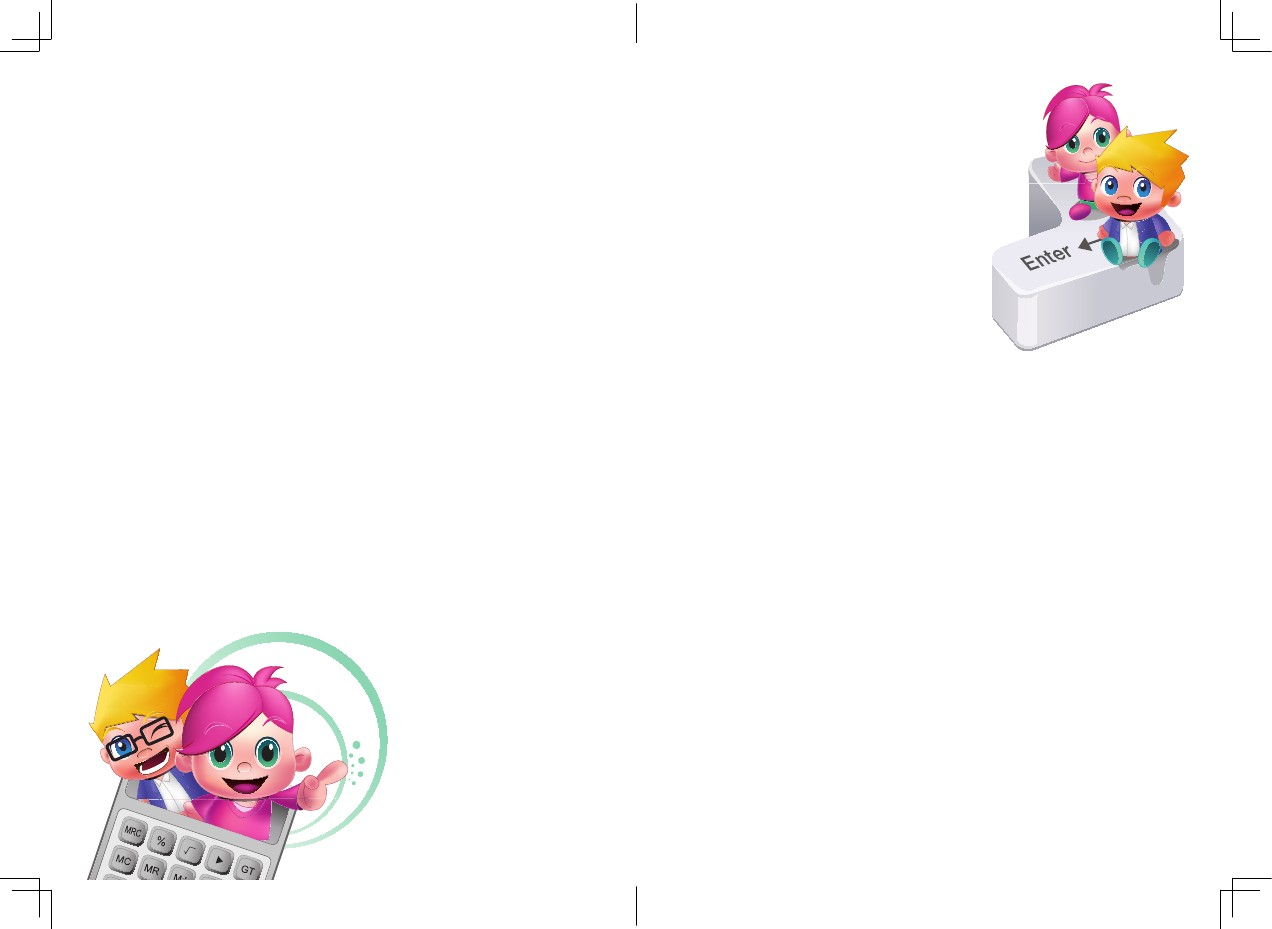 Enter
MRC % √ ▶ GT
MC MR